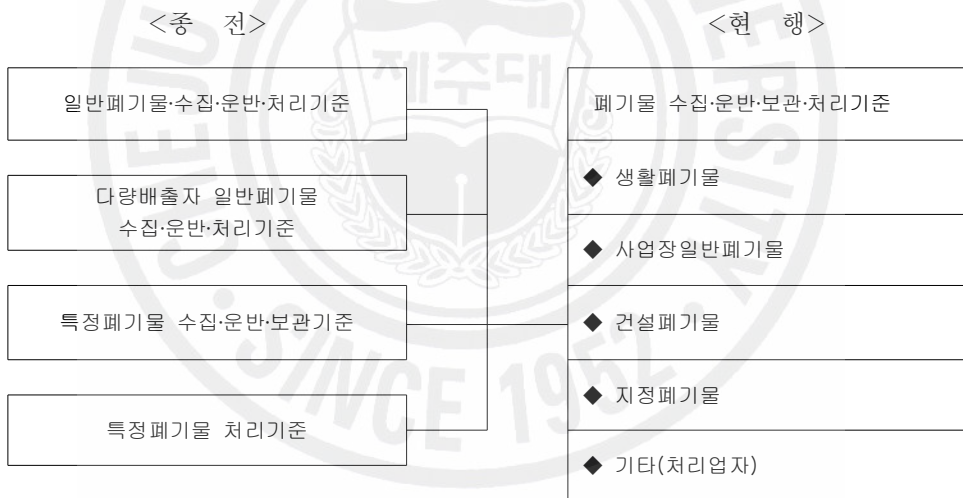 <종 전>
일반폐기물·수집·운반·처리기준
다량배출자 일반폐기물
수집·운반·처리기준
특정폐기물 수집·운반·보관기준
특정폐기물 처리기준
<현 행>
폐기물 수집·운반·보관·처리기준
◆ 생활폐기물
◆ 사업장일반폐기물
◆ 건설폐기물
◆ 지정폐기물
◆ 기타(처리업자)
제주대
SINCE 1952